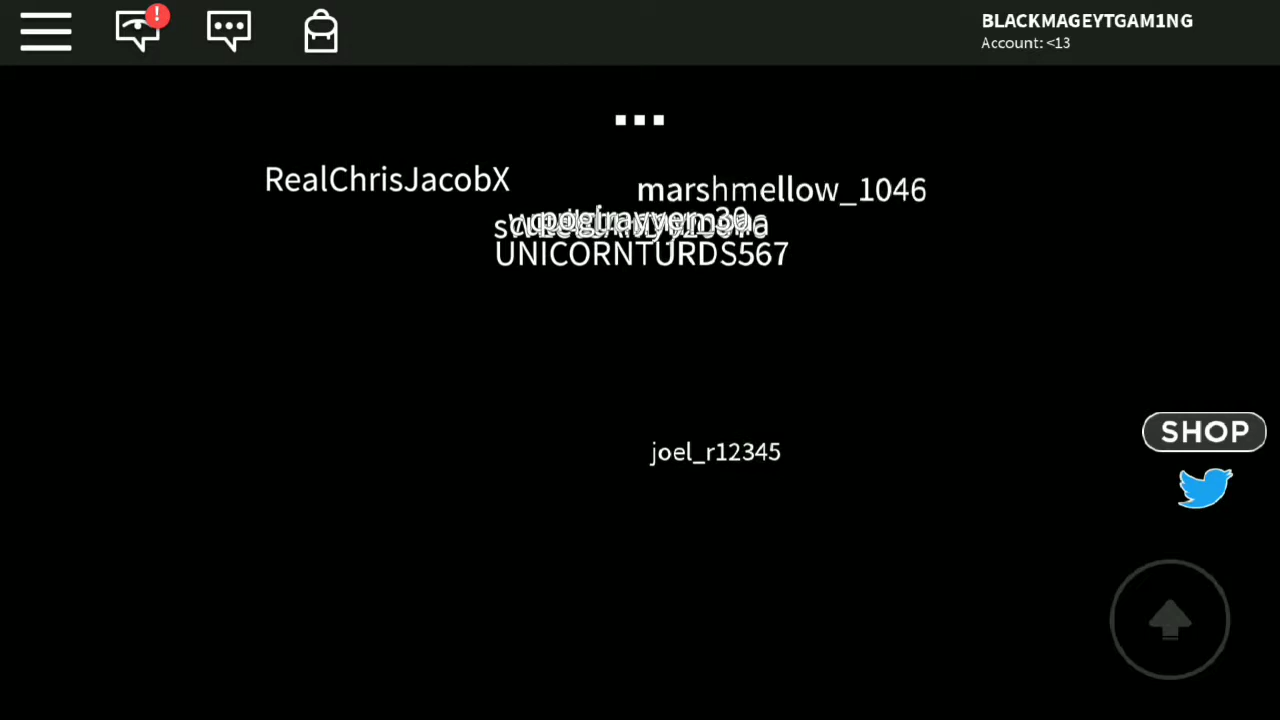 BLACKMAGEYTGAM1NG
Account: <13
!
RealChrisJacobX
marshmellow_1046
UNICORNTURDS567
SHOP
joel_r12345